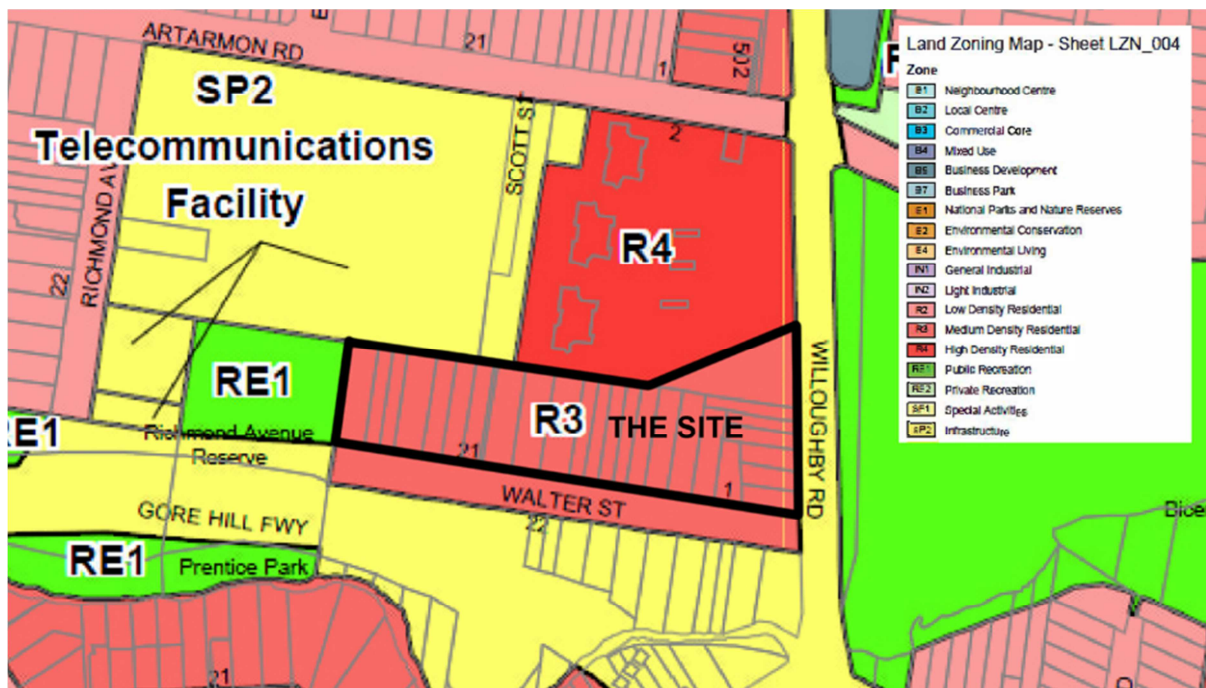 ARTARMON RD
21
1
502
SP2
Telecommunications
Facility
SCOTT ST
2
RICHMOND AV
22
R4
RE1
R3
THE SITE
WILLOUGHBY RD
RE1
Richmond Avenue
Reserve
21
1
WALTER ST
GORE HILL FWY
22
RE1
Prentice Park
21
Land Zoning Map - Sheet LZN_004
Zone
B1 Neighbourhood Centre
B2 Local Centre
B3 Commercial Core
B4 Mixed Use
B5 Business Development
B7 Business Park
E1 National Parks and Nature Reserves
E2 Environmental Conservation
E4 Environmental Living
IN1 General Industrial
IN2 Light Industrial
R2 Low Density Residential
R3 Medium Density Residential
R4 High Density Residential
RE1 Public Recreation
RE2 Private Recreation
SP1 Special Activities
SP2 Infrastructure